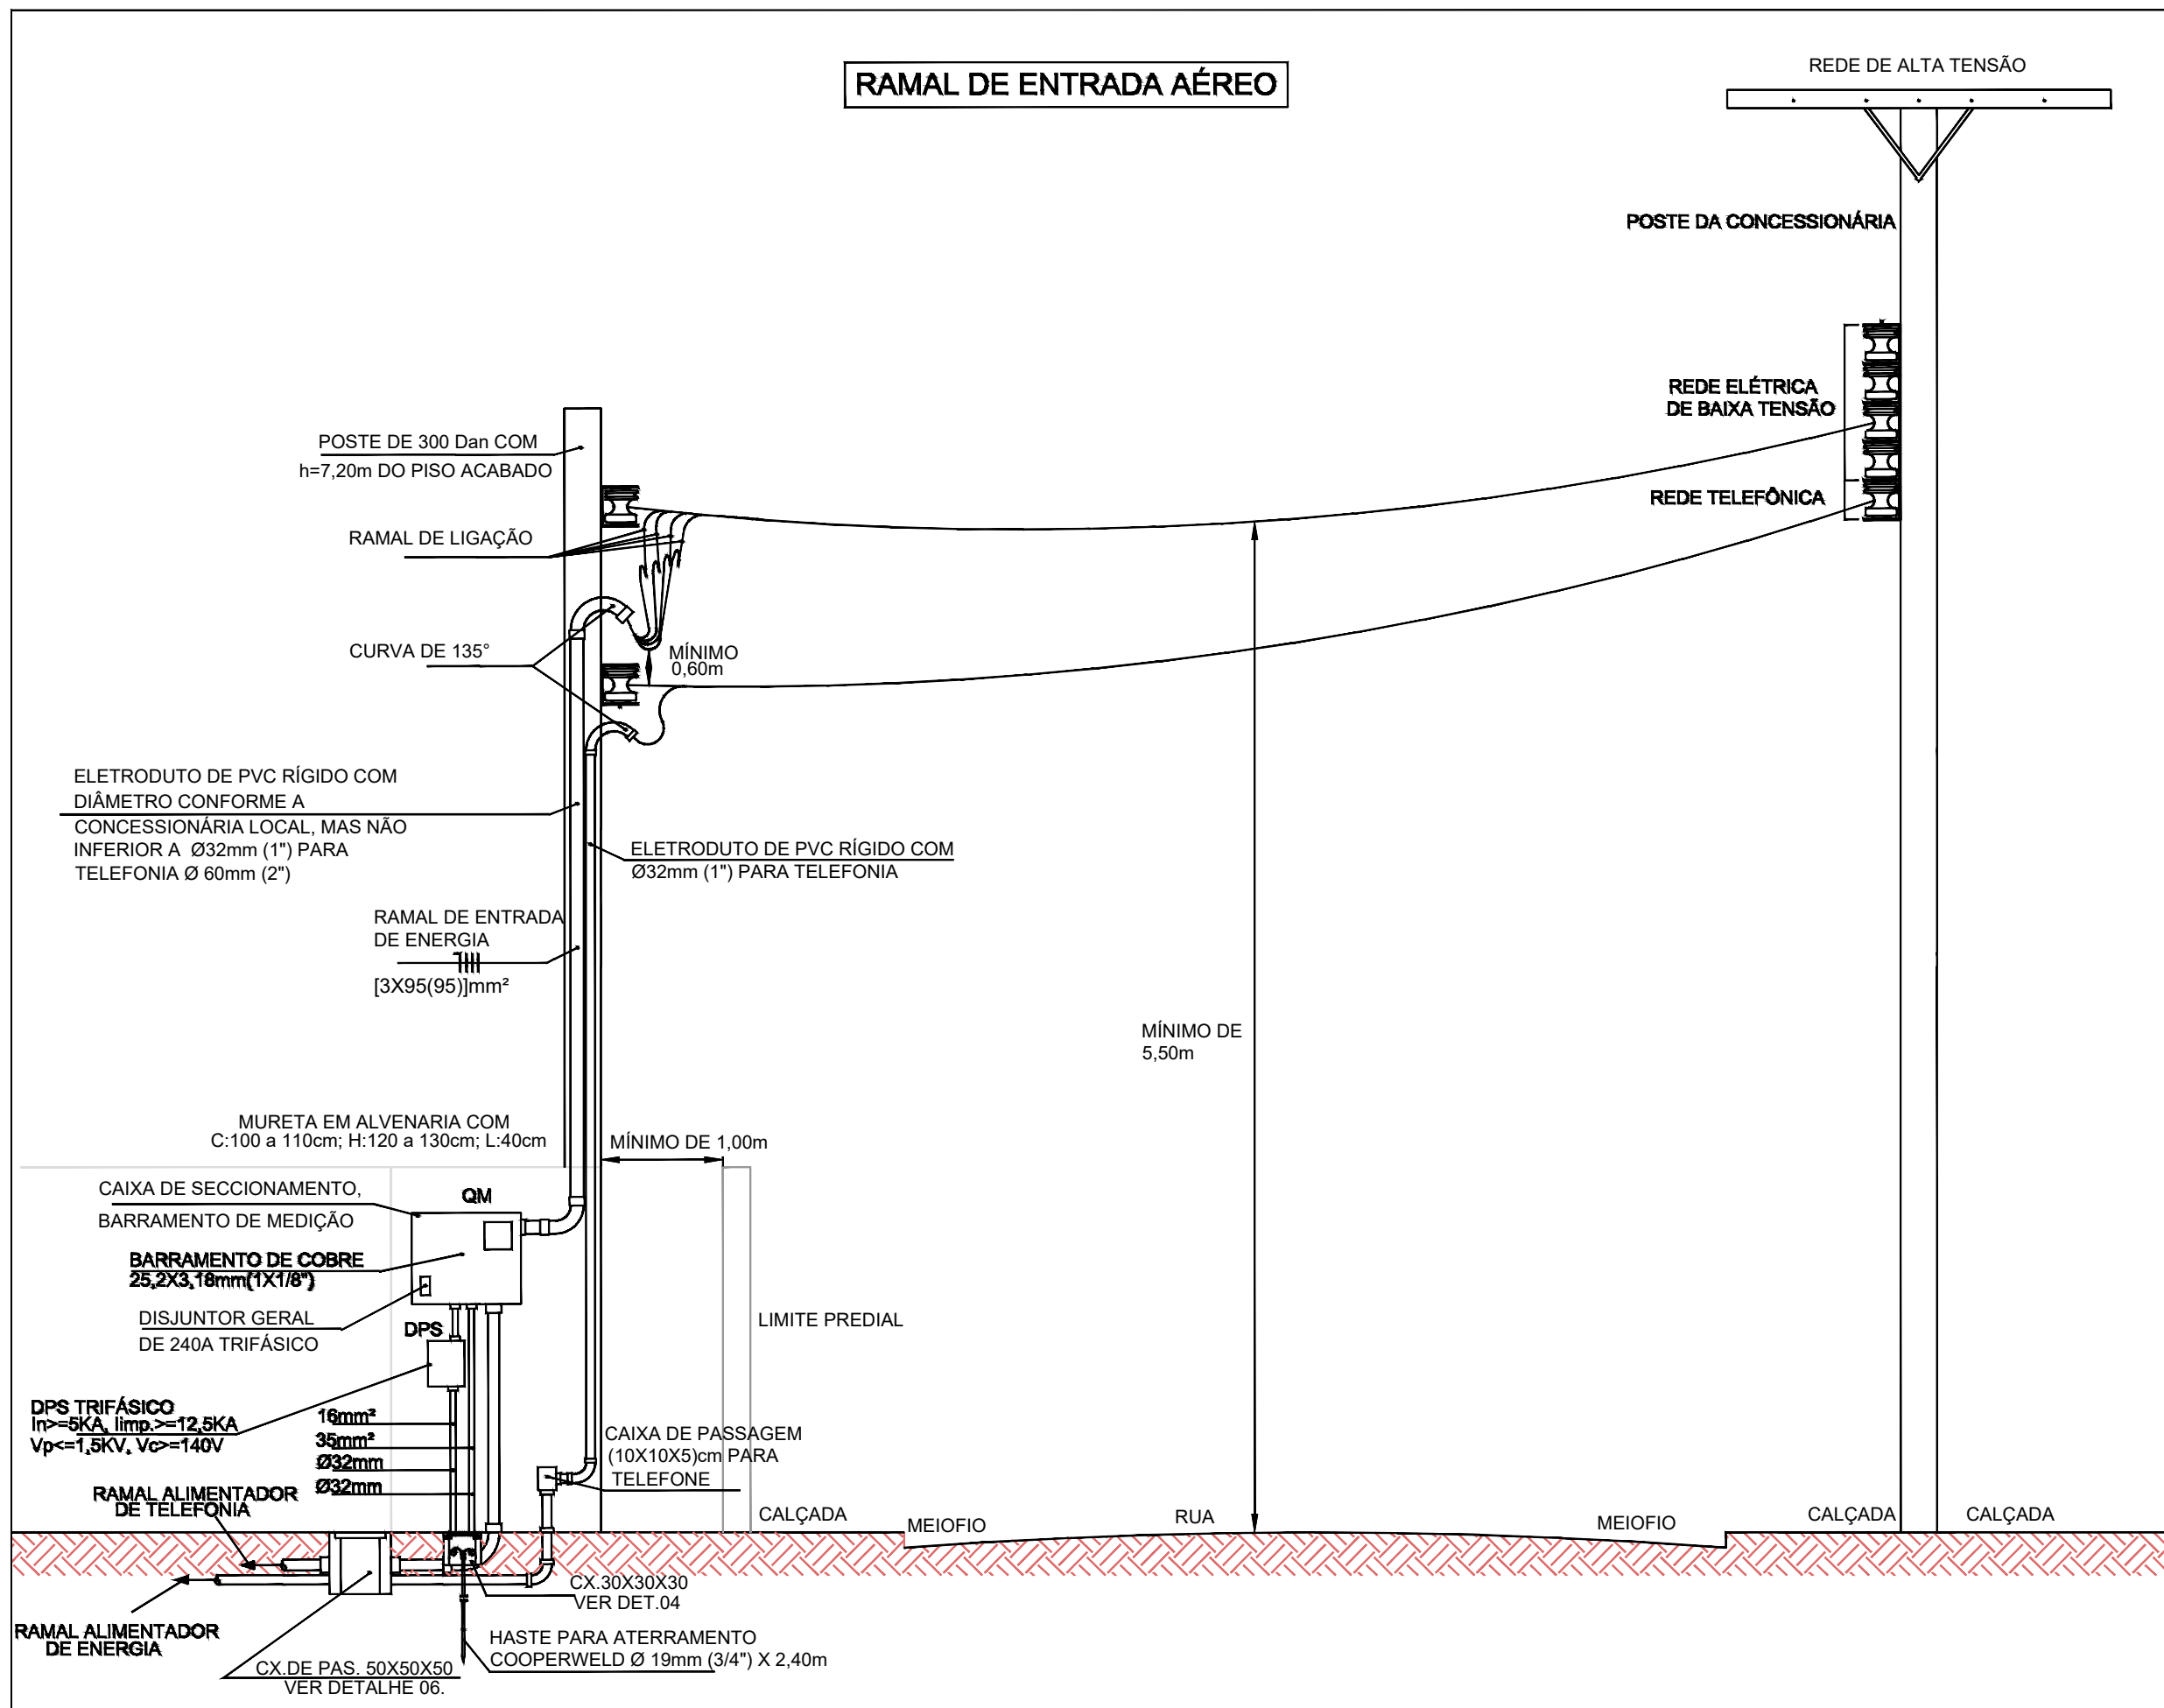 RAMAL DE ENTRADA AÉREO
REDE DE ALTA TENSÃO
POSTE DA CONCESSIONÁRIA
REDE ELÉTRICA
DE BAIXA TENSÃO
REDE TELEFÔNICA
POSTE DE 300 Dan COM
h=7,20m DO PISO ACABADO
RAMAL DE LIGAÇÃO
CURVA DE 135°
MÍNIMO
0,60m
ELETRODUTO DE PVC RÍGIDO COM
DIÂMETRO CONFORME A
CONCESSIONÁRIA LOCAL, MAS NÃO
INFERIOR A Ø32mm (1") PARA
TELEFONIA Ø 60mm (2")
ELETRODUTO DE PVC RÍGIDO COM
Ø32mm (1") PARA TELEFONIA
RAMAL DE ENTRADA
DE ENERGIA
[3X95(95)]mm²
MÍNIMO DE
5,50m
MURETA EM ALVENARIA COM
C:100 a 110cm; H:120 a 130cm; L:40cm
MÍNIMO DE 1,00m
CAIXA DE SECCIONAMENTO,
BARRAMENTO DE MEDIÇÃO
QM
BARRAMENTO DE COBRE
25,2X3,18mm(1X1/8")
DISJUNTOR GERAL
DE 240A TRIFÁSICO
DPS
LIMITE PREDIAL
DPS TRIFÁSICO
In>=5KA, Iimp.>=12,5KA
Vp<=1,5KV, Vc>=140V
16mm²
35mm²
Ø32mm
Ø32mm
CAIXA DE PASSAGEM
(10X10X5)cm PARA
TELEFONE
RAMAL ALIMENTADOR
DE TELEFONIA
CALÇADA
MEIOFIO
RUA
MEIOFIO
CALÇADA
CALÇADA
CX.30X30X30
VER DET.04
RAMAL ALIMENTADOR
DE ENERGIA
HASTE PARA ATERRAMENTO
COOPERWELD Ø 19mm (3/4") X 2,40m
CX.DE PAS. 50X50X50
VER DETALHE 06.